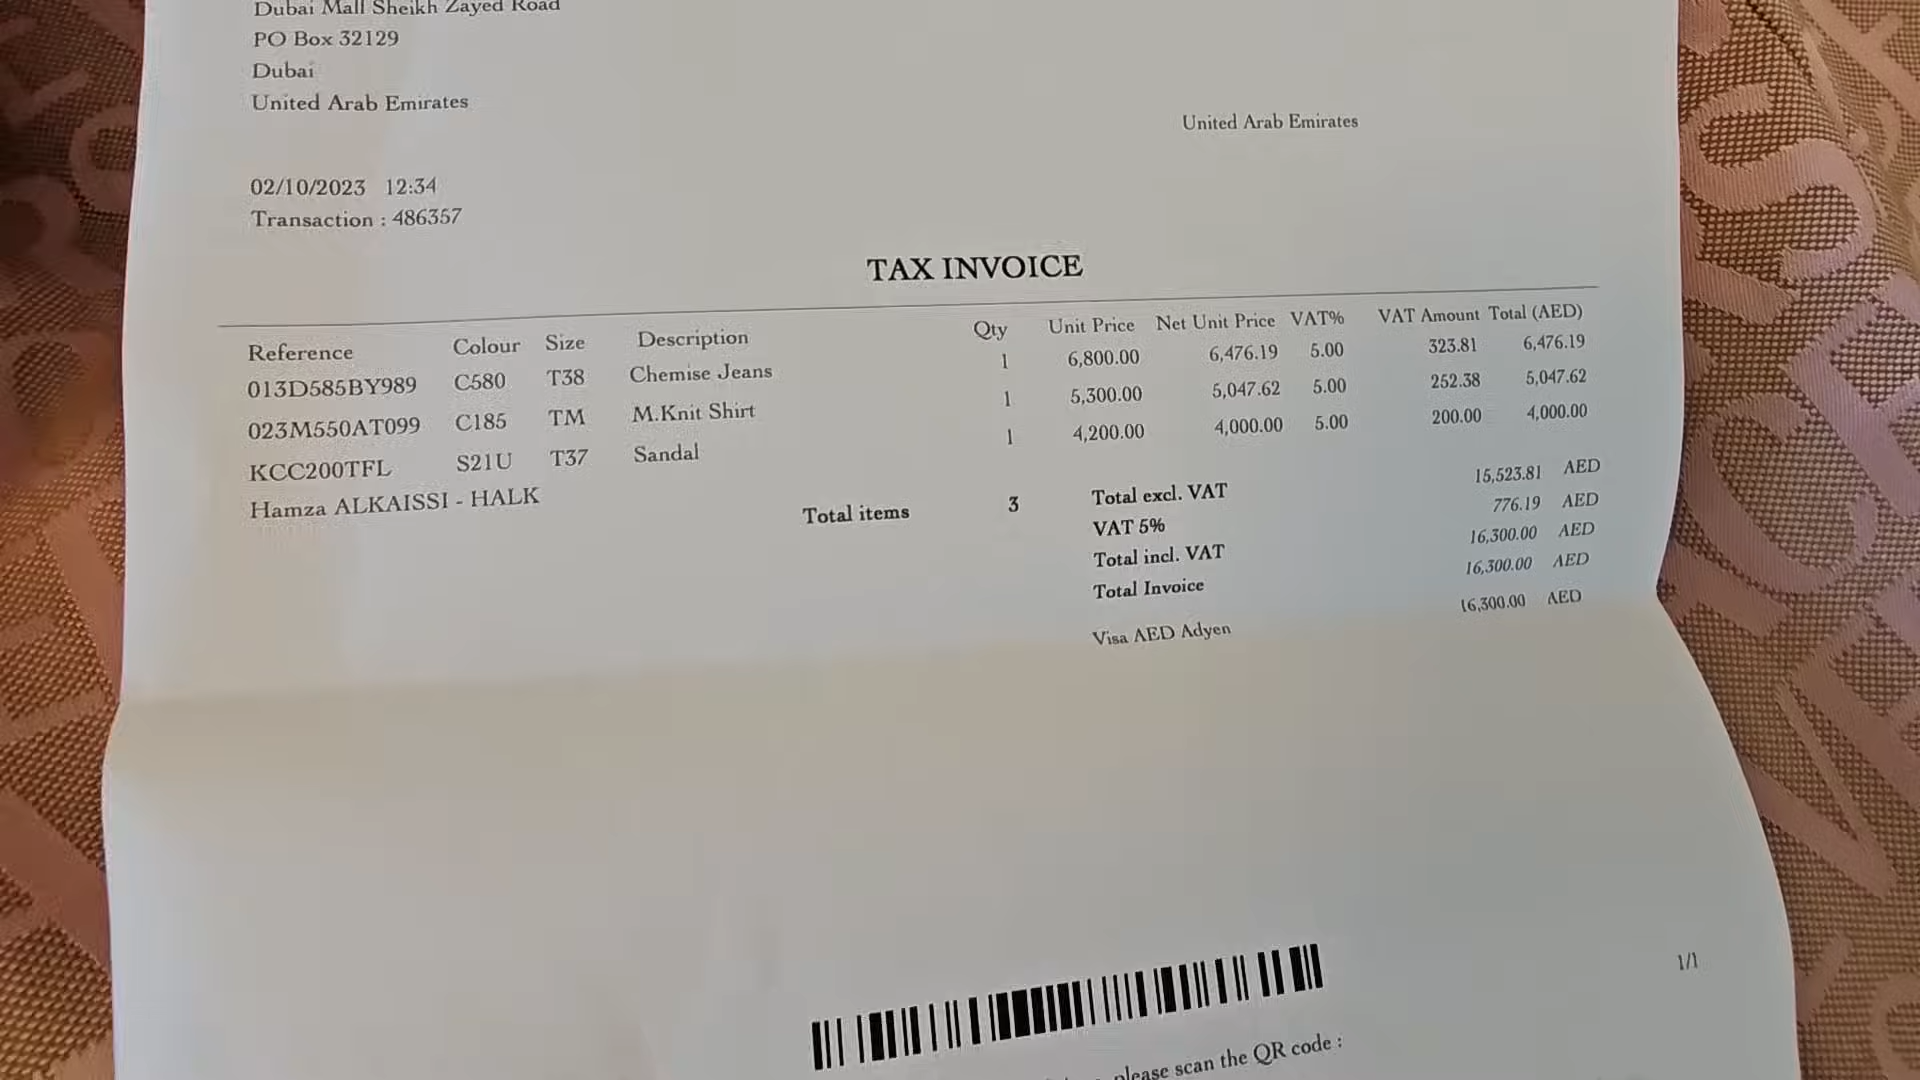 Dubai Mall Sheikh Zayed Road
PO Box 32129
Dubai
United Arab Emirates
United Arab Emirates
02/10/2023 12:34
Transaction : 486357
TAX INVOICE
Reference Colour Size Description Qty Unit Price Net Unit Price VAT% VAT Amount Total (AED)
013D585BY989 C580 T38 Chemise Jeans 1 6,800.00 6,476.19 5.00 323.81 6,476.19
023M550AT099 C185 TM M.Knit Shirt 1 5,300.00 5,047.62 5.00 252.38 5,047.62
KCC200TFL S21U T37 Sandal 1 4,200.00 4,000.00 5.00 200.00 4,000.00
Hamza ALKAISSI - HALK
Total items 3 Total excl. VAT 15,523.81 AED
VAT 5% 776.19 AED
Total incl. VAT 16,300.00 AED
Total Invoice 16,300.00 AED
Visa AED Adyen 16,300.00 AED
1/1
please scan the QR code :